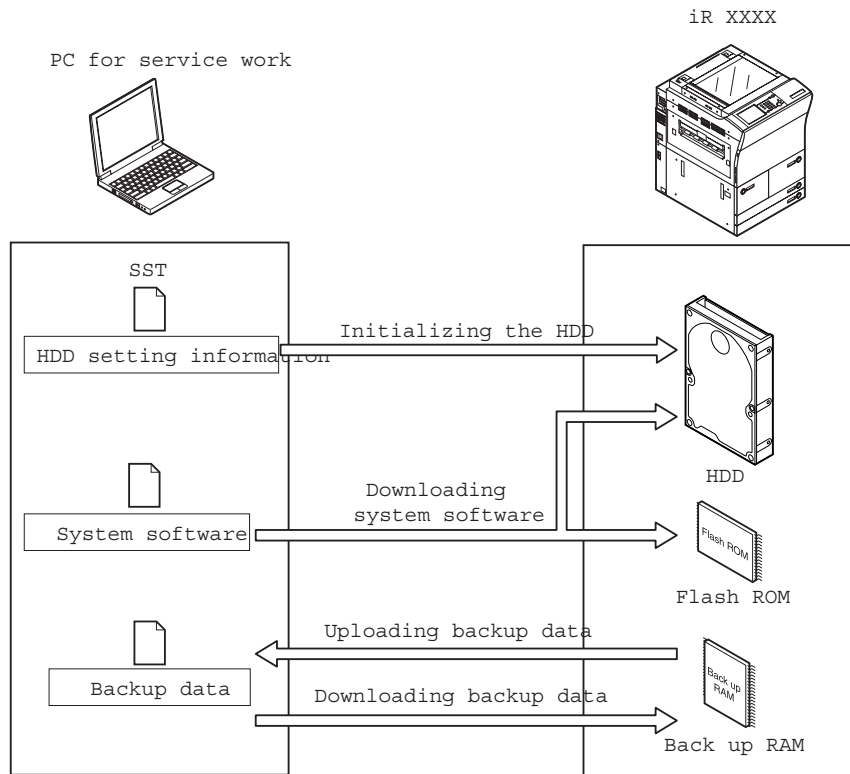 iR XXXX
PC for service work
SST
Initializing the HDD
HDD setting information
HDD
Downloading
system software
System software
Flash ROM
Flash ROM
Uploading backup data
Backup data
Back up
RAM
Downloading backup data
Back up RAM